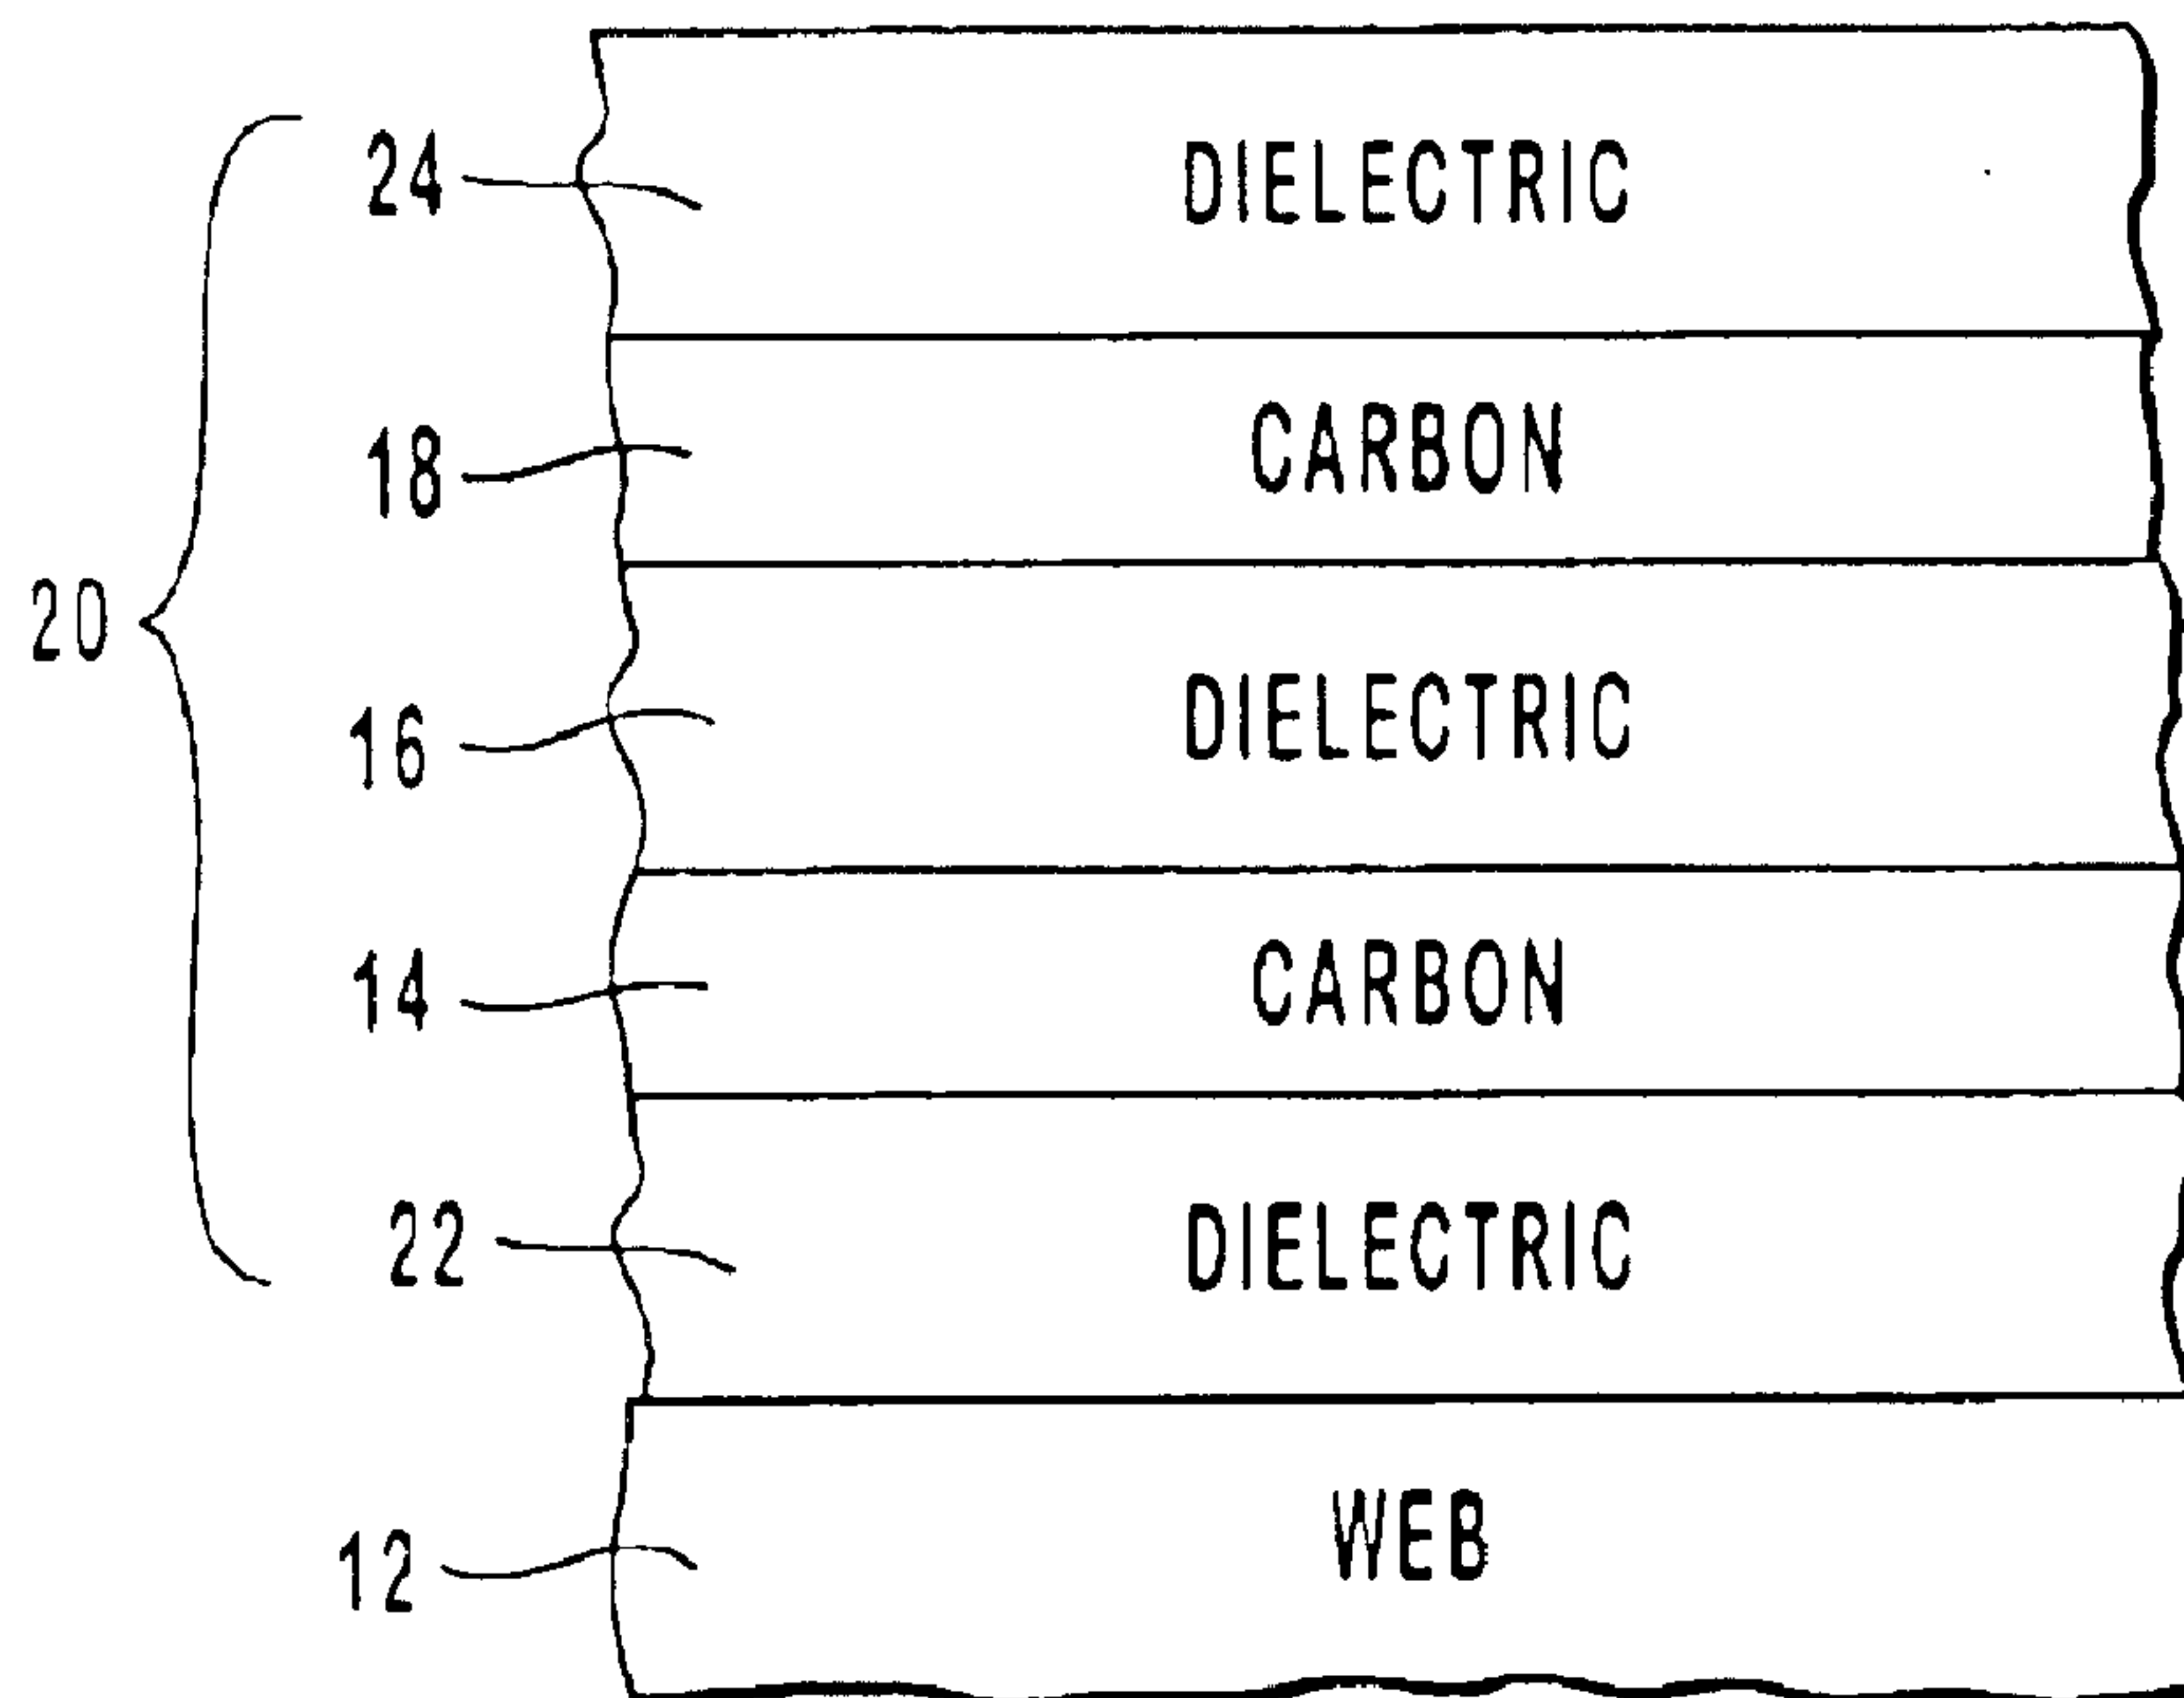 24 DIELECTRIC
18 CARBON
20
16 DIELECTRIC
14 CARBON
22 DIELECTRIC
12 WEB